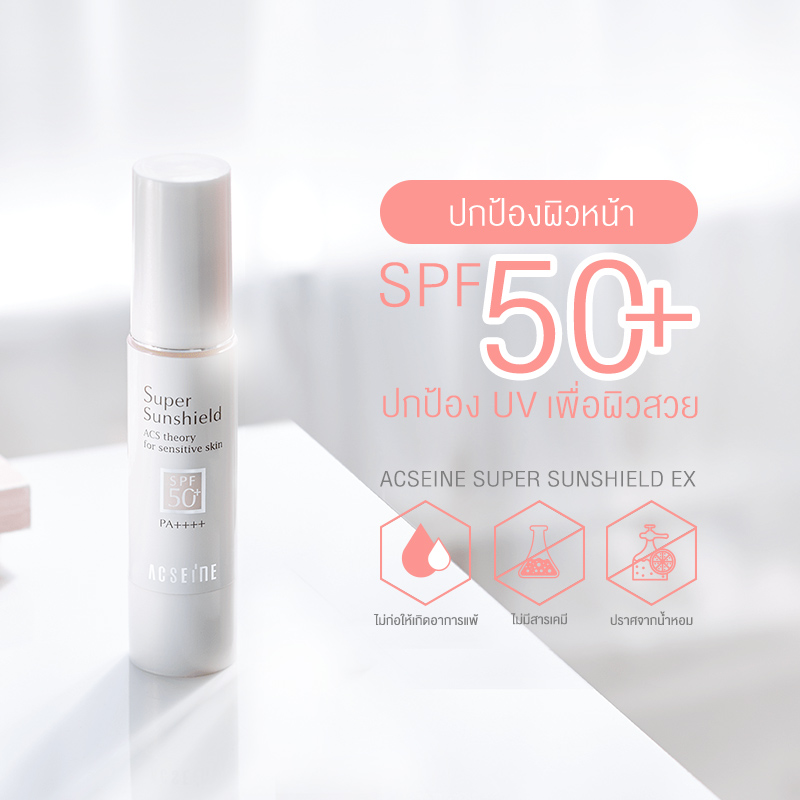 Super
Sunshield
ACS theory
for sensitive skin
SPF
50+
PA++++
ACSEINE
ปกป้องผิวหน้า
SPF 50+
ปกป้อง UV เพื่อผิวสวย
ACSEINE SUPER SUNSHIELD EX
ไม่ก่อให้เกิดอาการแพ้
ไม่มีสารเคมี
ปราศจากน้ำหอม